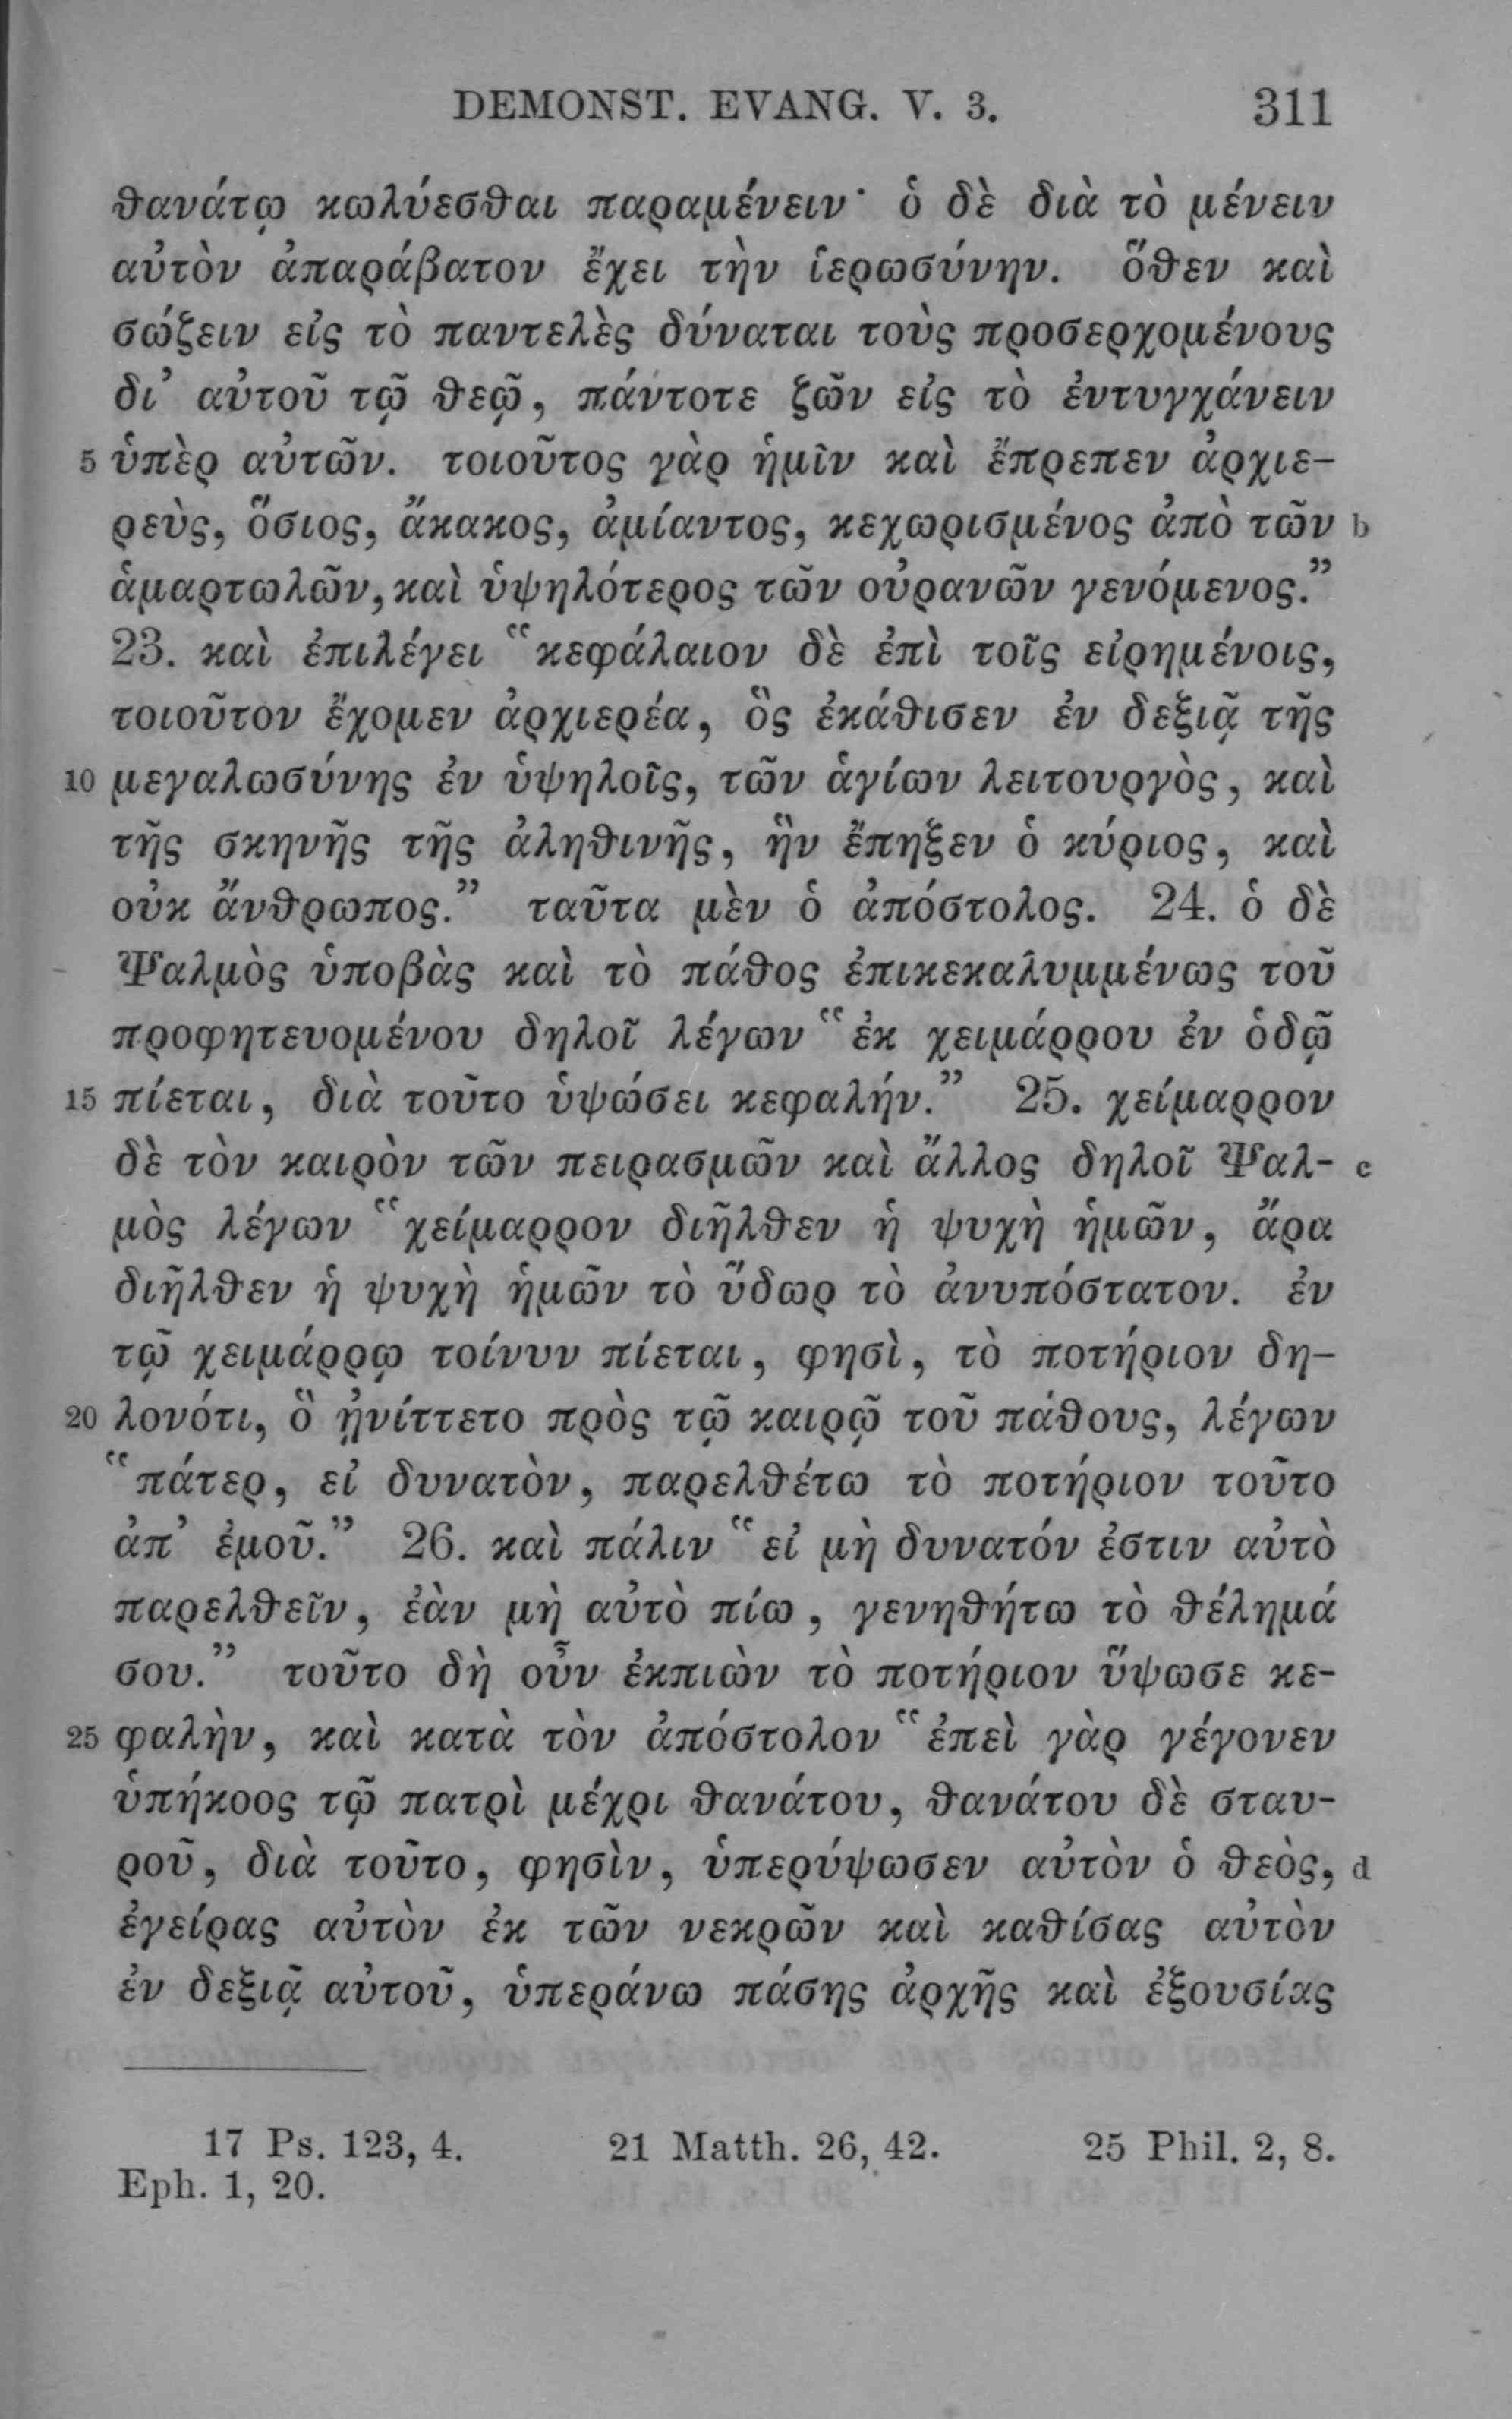 DEMONST. EVANG. V. 3. 311
θανάτῳ κωλύεσθαι παραμένειν· ὁ δὲ διὰ τὸ μένειν
αὐτὸν ἀπαράβατον ἔχει τὴν ἱερωσύνην. ὅθεν καὶ
σώζειν εἰς τὸ παντελὲς δύναται τοὺς προσερχομένους
δι’ αὐτοῦ τῷ θεῷ, πάντοτε ζῶν εἰς τὸ ἐντυγχάνειν
5 ὑπὲρ αὐτῶν. τοιοῦτος γὰρ ἡμῖν καὶ ἔπρεπεν ἀρχιε-
ρεὺς, ὅσιος, ἄκακος, ἀμίαντος, κεχωρισμένος ἀπὸ τῶν b
ἁμαρτωλῶν, καὶ ὑψηλότερος τῶν οὐρανῶν γενόμενος.”
23. καὶ ἐπιλέγει “κεφάλαιον δὲ ἐπὶ τοῖς εἰρημένοις,
τοιοῦτον ἔχομεν ἀρχιερέα, ὃς ἐκάθισεν ἐν δεξιᾷ τῆς
10 μεγαλωσύνης ἐν ὑψηλοῖς, τῶν ἁγίων λειτουργὸς, καὶ
τῆς σκηνῆς τῆς ἀληθινῆς, ἣν ἔπηξεν ὁ κύριος, καὶ
οὐκ ἄνθρωπος.” ταῦτα μὲν ὁ ἀπόστολος. 24. ὁ δὲ
Ψαλμὸς ὑποβὰς καὶ τὸ πάθος ἐπικεκαλυμμένως τοῦ
προφητευομένου δηλοῖ λέγων “ἐκ χειμάρρου ἐν ὁδῷ
15 πίεται, διὰ τοῦτο ὑψώσει κεφαλήν.” 25. χείμαρρον
δὲ τὸν καιρὸν τῶν πειρασμῶν καὶ ἄλλος δηλοῖ Ψαλ- c
μὸς λέγων “χείμαρρον διῆλθεν ἡ ψυχὴ ἡμῶν, ἄρα
διῆλθεν ἡ ψυχὴ ἡμῶν τὸ ὕδωρ τὸ ἀνυπόστατον. ἐν
τῷ χειμάρρῳ τοίνυν πίεται, φησὶ, τὸ ποτήριον δη-
20 λονότι, ὃ ᾐνίττετο πρὸς τῷ καιρῷ τοῦ πάθους, λέγων
“πάτερ, εἰ δυνατὸν, παρελθέτω τὸ ποτήριον τοῦτο
ἀπ’ ἐμοῦ.” 26. καὶ πάλιν “εἰ μὴ δυνατόν ἐστιν αὐτὸ
παρελθεῖν, ἐὰν μὴ αὐτὸ πίω, γενηθήτω τὸ θέλημά
σου.” τοῦτο δὴ οὖν ἐκπιὼν τὸ ποτήριον ὕψωσε κε-
25 φαλὴν, καὶ κατὰ τὸν ἀπόστολον “ἐπεὶ γὰρ γέγονεν
ὑπήκοος τῷ πατρὶ μέχρι θανάτου, θανάτου δὲ σταυ-
ροῦ, διὰ τοῦτο, φησὶν, ὑπερύψωσεν αὐτὸν ὁ θεὸς, d
ἐγείρας αὐτὸν ἐκ τῶν νεκρῶν καὶ καθίσας αὐτὸν
ἐν δεξιᾷ αὐτοῦ, ὑπεράνω πάσης ἀρχῆς καὶ ἐξουσίας
17 Ps. 123, 4. 21 Matth. 26, 42. 25 Phil. 2, 8.
Eph. 1, 20.